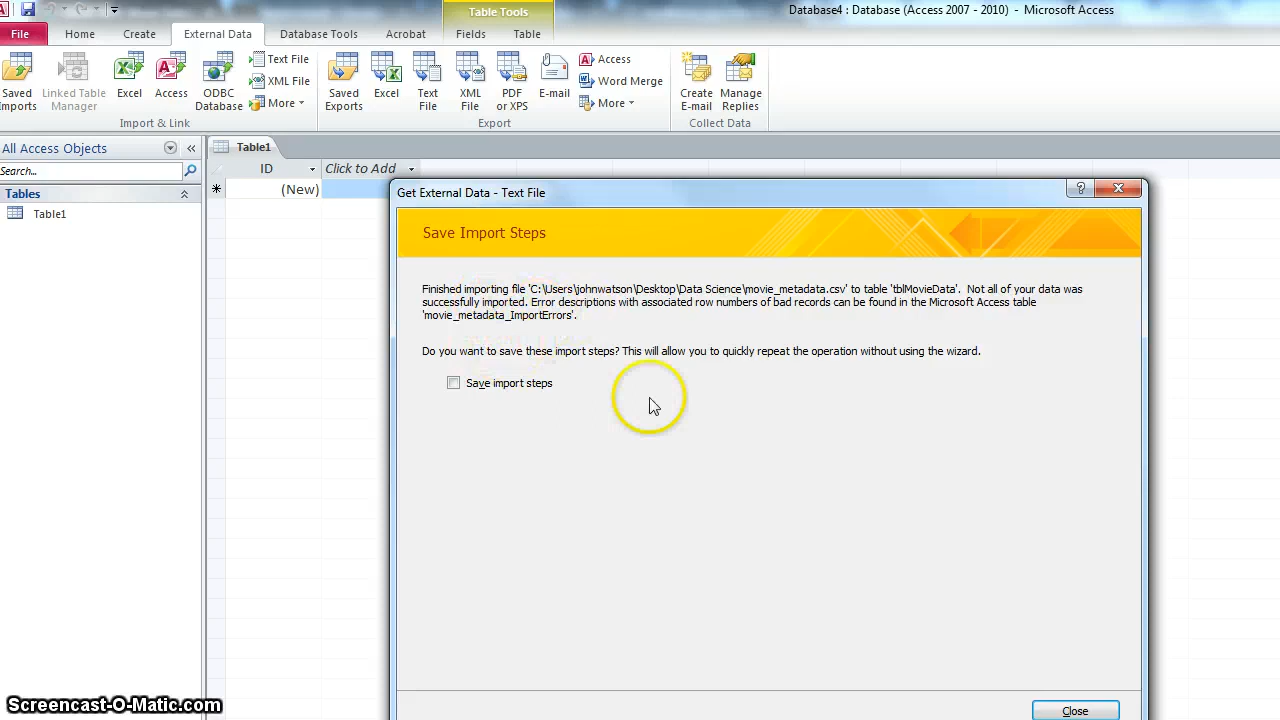 Table Tools
Database4 : Database (Access 2007 - 2010) - Microsoft Access
File Home Create External Data Database Tools Acrobat Fields Table
Saved Imports
Linked Table Manager
Excel
Access
ODBC Database
Text File
XML File
More
Import & Link
Saved Exports
Excel
Text File
XML File
PDF or XPS
E-mail
Access
Word Merge
More
Export
Create E-mail
Manage Replies
Collect Data
All Access Objects
Search...
Tables
Table1
Table1
ID Click to Add
(New)
Get External Data - Text File
Save Import Steps
Finished importing file 'C:\Users\johnwatson\Desktop\Data Science\movie_metadata.csv' to table 'tblMovieData'. Not all of your data was
successfully imported. Error descriptions with associated row numbers of bad records can be found in the Microsoft Access table
'movie_metadata_ImportErrors'.
Do you want to save these import steps? This will allow you to quickly repeat the operation without using the wizard.
Save import steps
Close
Screencast-O-Matic.com